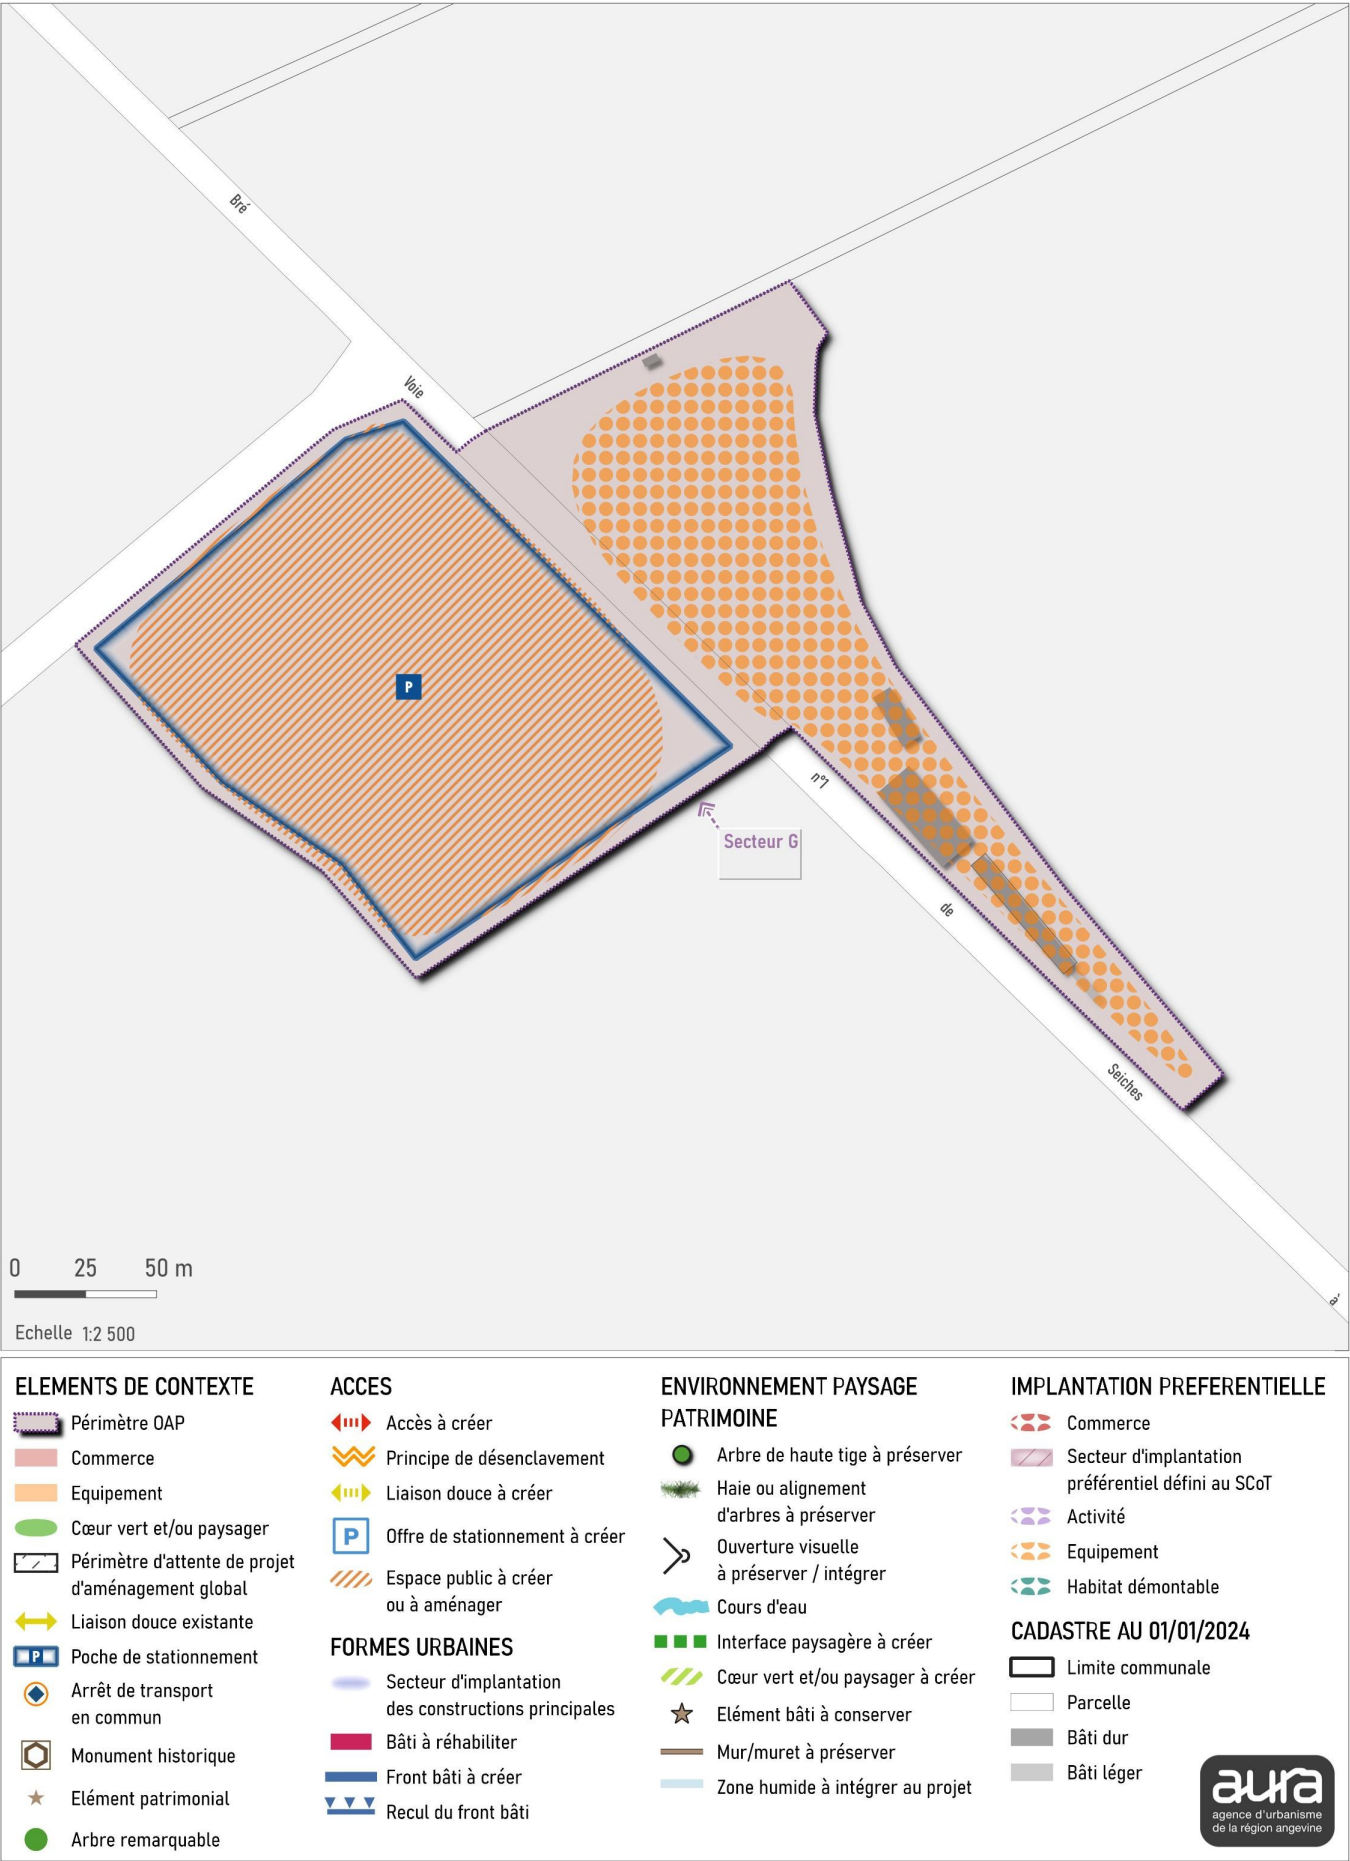 Bré
Voie
P
n°1
Secteur G
de
Seiches
à
0 25 50 m
Echelle 1:2 500
ELEMENTS DE CONTEXTE
Périmètre OAP
Commerce
Equipement
Cœur vert et/ou paysager
Périmètre d'attente de projet
d'aménagement global
Liaison douce existante
P
Poche de stationnement
Arrêt de transport
en commun
Monument historique
Elément patrimonial
Arbre remarquable
ACCES
Accès à créer
Principe de désenclavement
Liaison douce à créer
P
Offre de stationnement à créer
Espace public à créer
ou à aménager
FORMES URBAINES
Secteur d'implantation
des constructions principales
Bâti à réhabiliter
Front bâti à créer
Recul du front bâti
ENVIRONNEMENT PAYSAGE
PATRIMOINE
Arbre de haute tige à préserver
Haie ou alignement
d'arbres à préserver
Ouverture visuelle
à préserver / intégrer
Cours d'eau
Interface paysagère à créer
Cœur vert et/ou paysager à créer
Elément bâti à conserver
Mur/muret à préserver
Zone humide à intégrer au projet
IMPLANTATION PREFERENTIELLE
Commerce
Secteur d'implantation
préférentiel défini au SCoT
Activité
Equipement
Habitat démontable
CADASTRE AU 01/01/2024
Limite communale
Parcelle
Bâti dur
Bâti léger
aura
agence d'urbanisme
de la région angevine